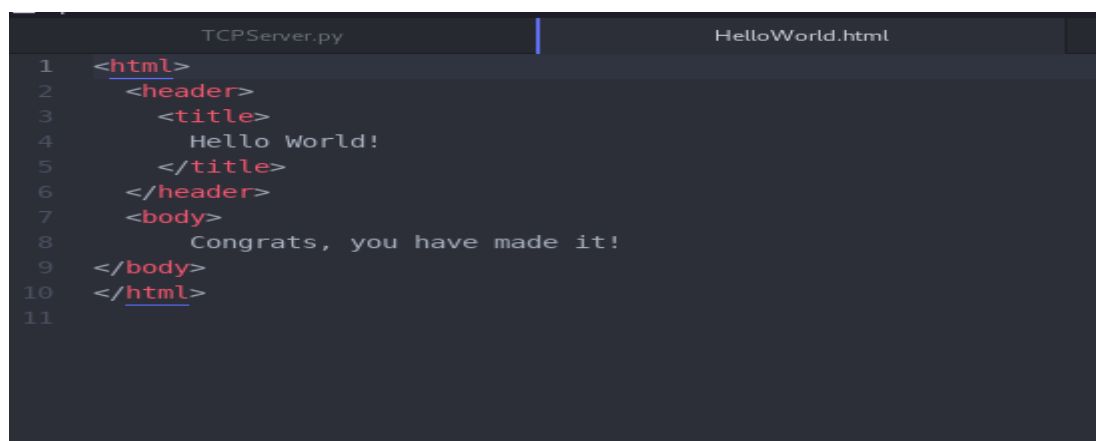 TCPServer.py HelloWorld.html
1 <html>
2 <header>
3 <title>
4 Hello World!
5 </title>
6 </header>
7 <body>
8 Congrats, you have made it!
9 </body>
10 </html>
11